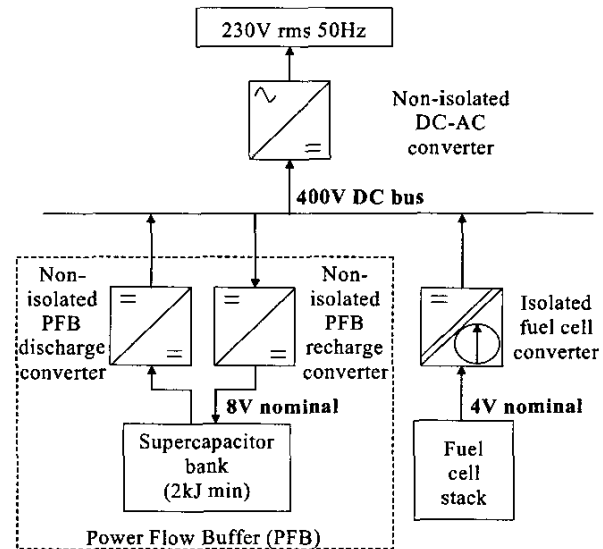 230V rms 50Hz
Non-isolated
DC-AC
converter
400V DC bus
Non-
isolated
PFB
discharge
converter
Non-
isolated
PFB
recharge
converter
Isolated
fuel cell
converter
8V nominal
4V nominal
Supercapacitor
bank
(2kJ min)
Fuel
cell
stack
Power Flow Buffer (PFB)